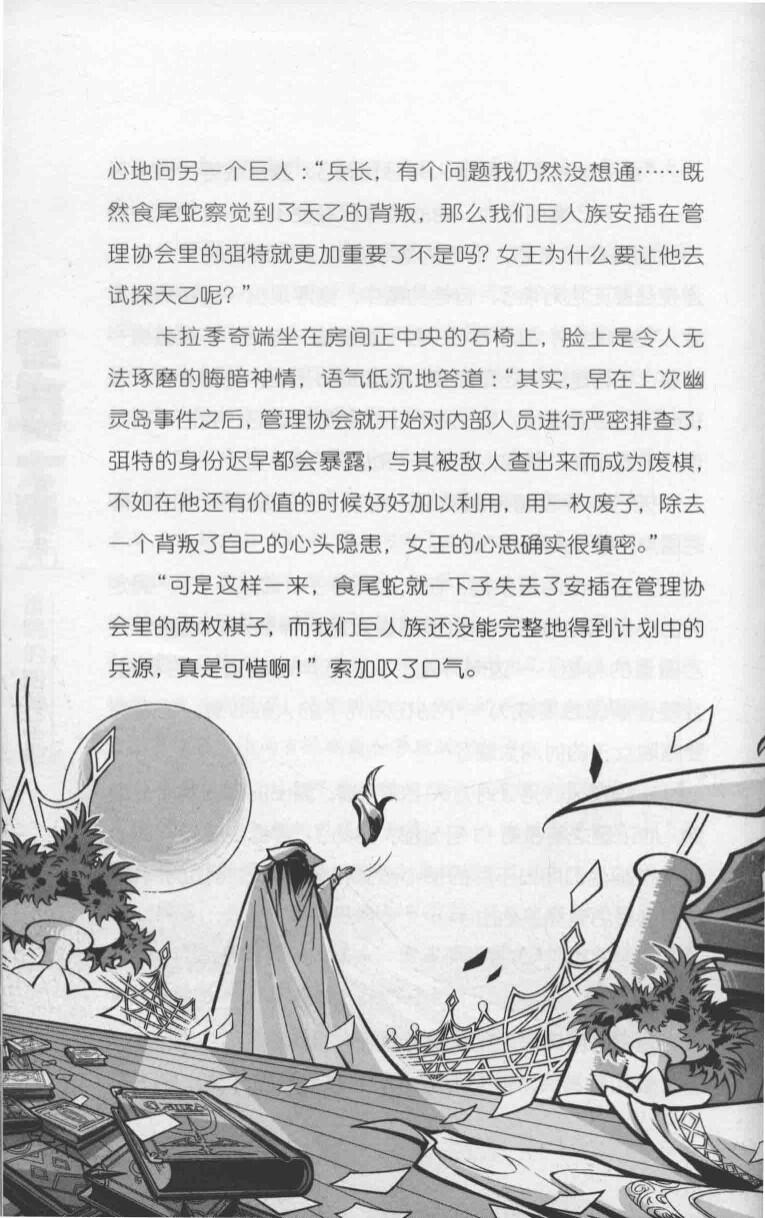 心地问另一个巨人：“兵长，有个问题我仍然没想通……既
然食尾蛇察觉到了天乙的背叛，那么我们巨人族安插在管
理协会里的弭特就更加重要了不是吗？女王为什么要让他去
试探天乙呢？”
卡拉季奇端坐在房间正中央的石椅上，脸上是令人无
法琢磨的晦暗神情，语气低沉地答道：“其实，早在上次幽
灵岛事件之后，管理协会就开始对内部人员进行严密排查了，
弭特的身份迟早都会暴露，与其被敌人查出来而成为废棋，
不如在他还有价值的时候好好加以利用，用一枚废子，除去
一个背叛了自己的心头隐患，女王的心思确实很缜密。”
“可是这样一来，食尾蛇就一下子失去了安插在管理协
会里的两枚棋子，而我们巨人族还没能完整地得到计划中的
兵源，真是可惜啊！”索加叹了口气。